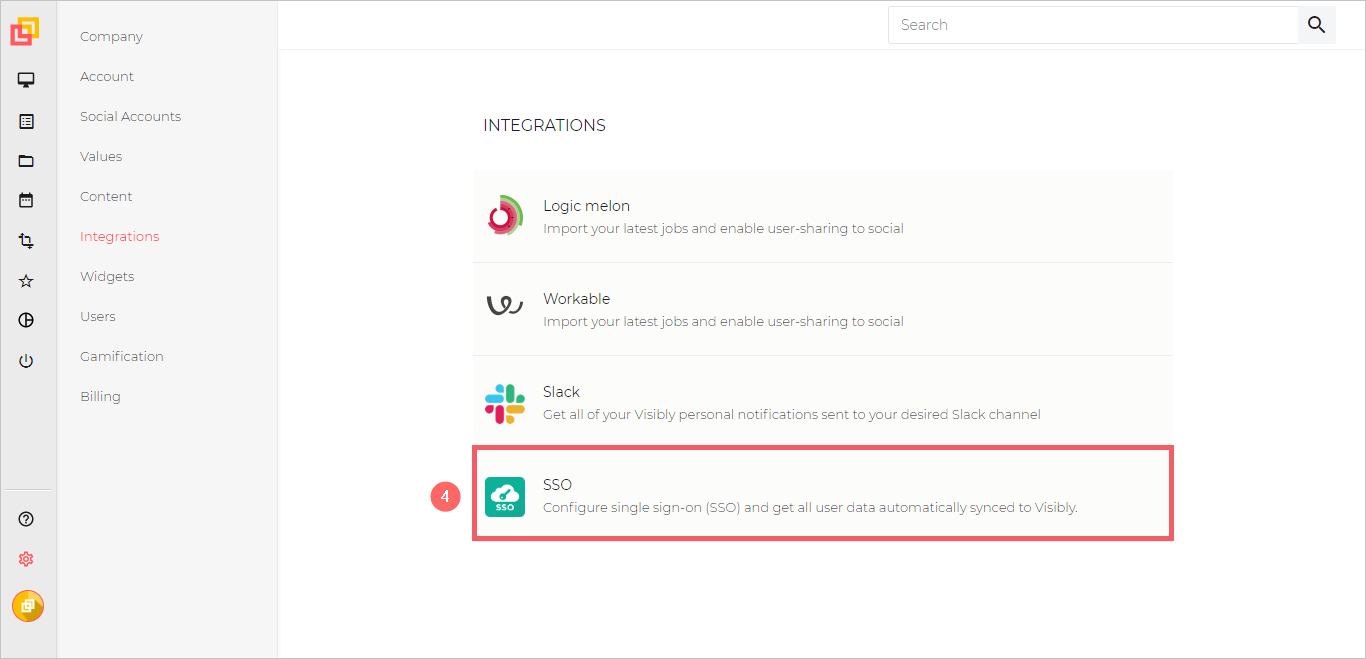 Search
Company
Account
Social Accounts
Values
Content
Integrations
Widgets
Users
Gamification
Billing
INTEGRATIONS
Logic melon
Import your latest jobs and enable user-sharing to social
Workable
Import your latest jobs and enable user-sharing to social
Slack
Get all of your Visibly personal notifications sent to your desired Slack channel
4
SSO
SSO
Configure single sign-on (SSO) and get all user data automatically synced to Visibly.